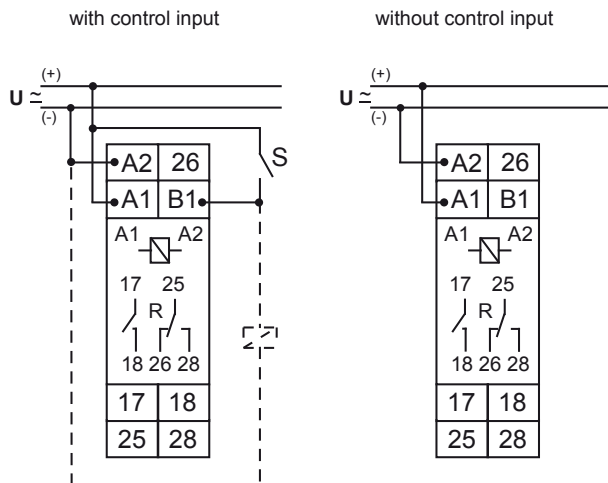 with control input
without control input
(+)
U ≂
(-)
S
A2 26
A1 B1
A1 A2
17 25
R
18 26 28
17 18
25 28
(+)
U ≂
(-)
A2 26
A1 B1
A1 A2
17 25
R
18 26 28
17 18
25 28